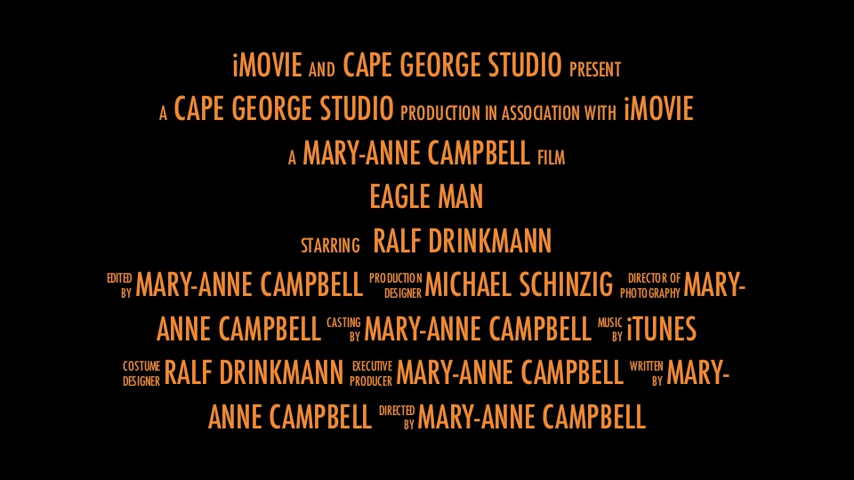 iMOVIE AND CAPE GEORGE STUDIO PRESENT
A CAPE GEORGE STUDIO PRODUCTION IN ASSOCIATION WITH iMOVIE
A MARY-ANNE CAMPBELL FILM
EAGLE MAN
STARRING RALF DRINKMANN
EDITED BY MARY-ANNE CAMPBELL PRODUCTION DESIGNER MICHAEL SCHINZIG DIRECTOR OF PHOTOGRAPHY MARY-
ANNE CAMPBELL CASTING BY MARY-ANNE CAMPBELL MUSIC BY iTUNES
COSTUME DESIGNER RALF DRINKMANN EXECUTIVE PRODUCER MARY-ANNE CAMPBELL WRITTEN BY MARY-
ANNE CAMPBELL DIRECTED BY MARY-ANNE CAMPBELL